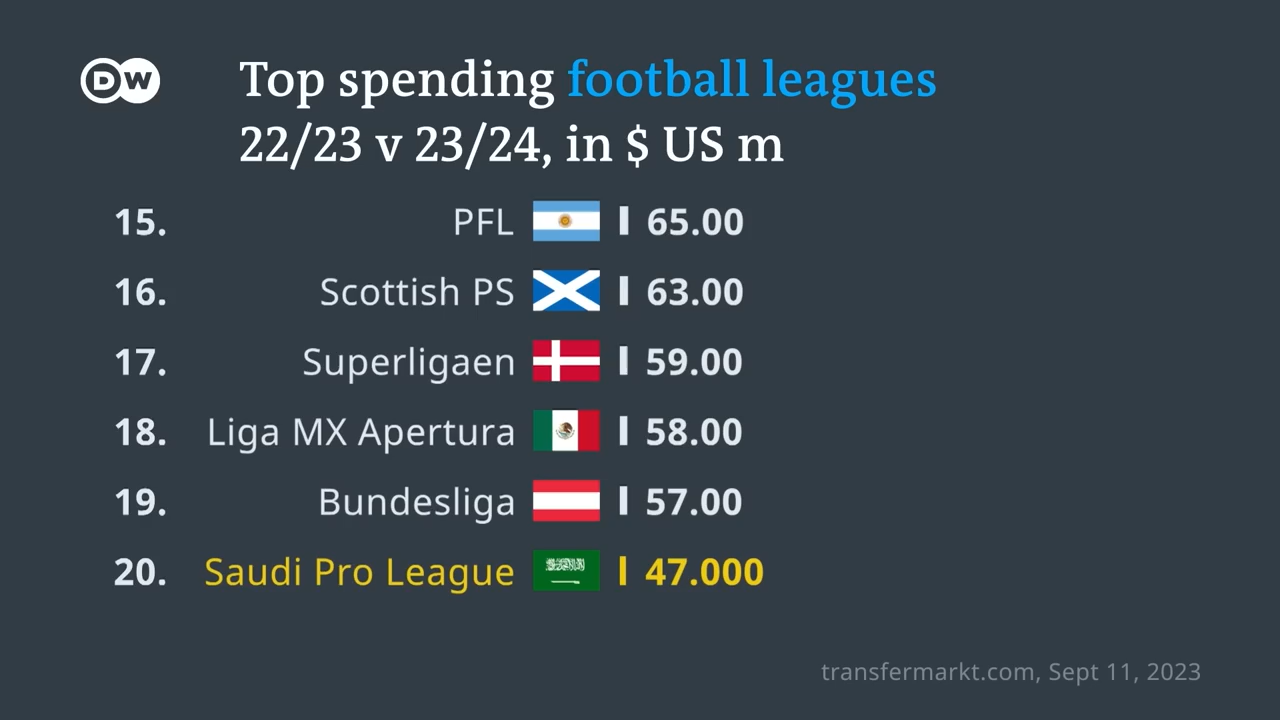 DW
Top spending football leagues
22/23 v 23/24, in $ US m
15. PFL 65.00
16. Scottish PS 63.00
17. Superligaen 59.00
18. Liga MX Apertura 58.00
19. Bundesliga 57.00
20. Saudi Pro League 47.000
transfermarkt.com, Sept 11, 2023